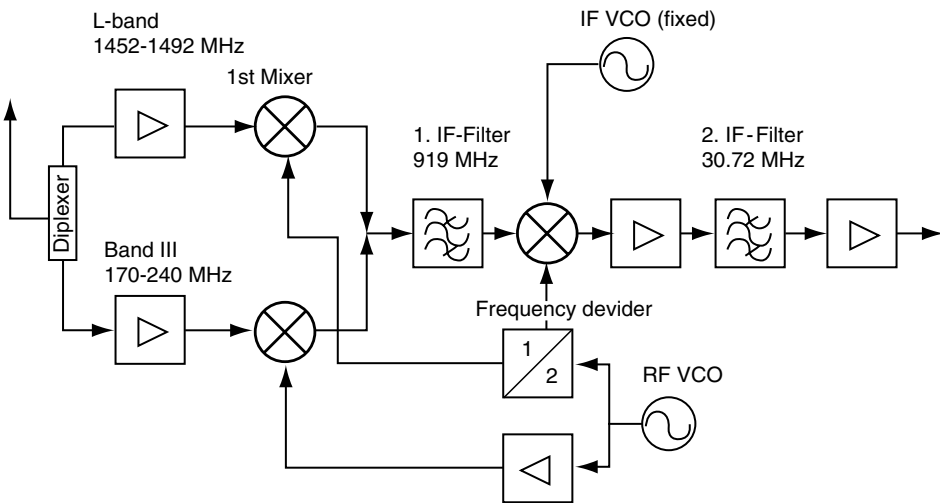 L-band
1452-1492 MHz
IF VCO (fixed)
1st Mixer
1. IF-Filter
919 MHz
2. IF-Filter
30.72 MHz
Diplexer
Band III
170-240 MHz
Frequency devider
1
2
RF VCO